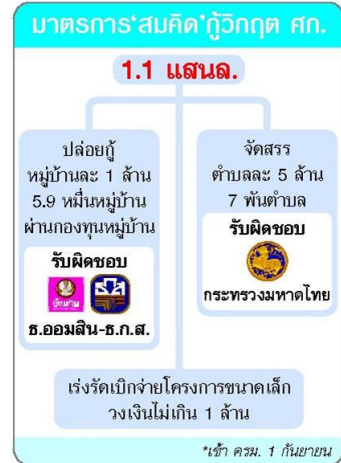 มาตรการ‘สมคิด’กู้วิกฤต ศก.
1.1 แสนล.
ปล่อยกู้
หมู่บ้านละ 1 ล้าน
5.9 หมื่นหมู่บ้าน
ผ่านกองทุนหมู่บ้าน
รับผิดชอบ
ออมสิน
ธ.ออมสิน-ธ.ก.ส.
จัดสรร
ตำบลละ 5 ล้าน
7 พันตำบล
รับผิดชอบ
กระทรวงมหาดไทย
เร่งรัดเบิกจ่ายโครงการขนาดเล็ก
วงเงินไม่เกิน 1 ล้าน
*เข้า ครม. 1 กันยายน